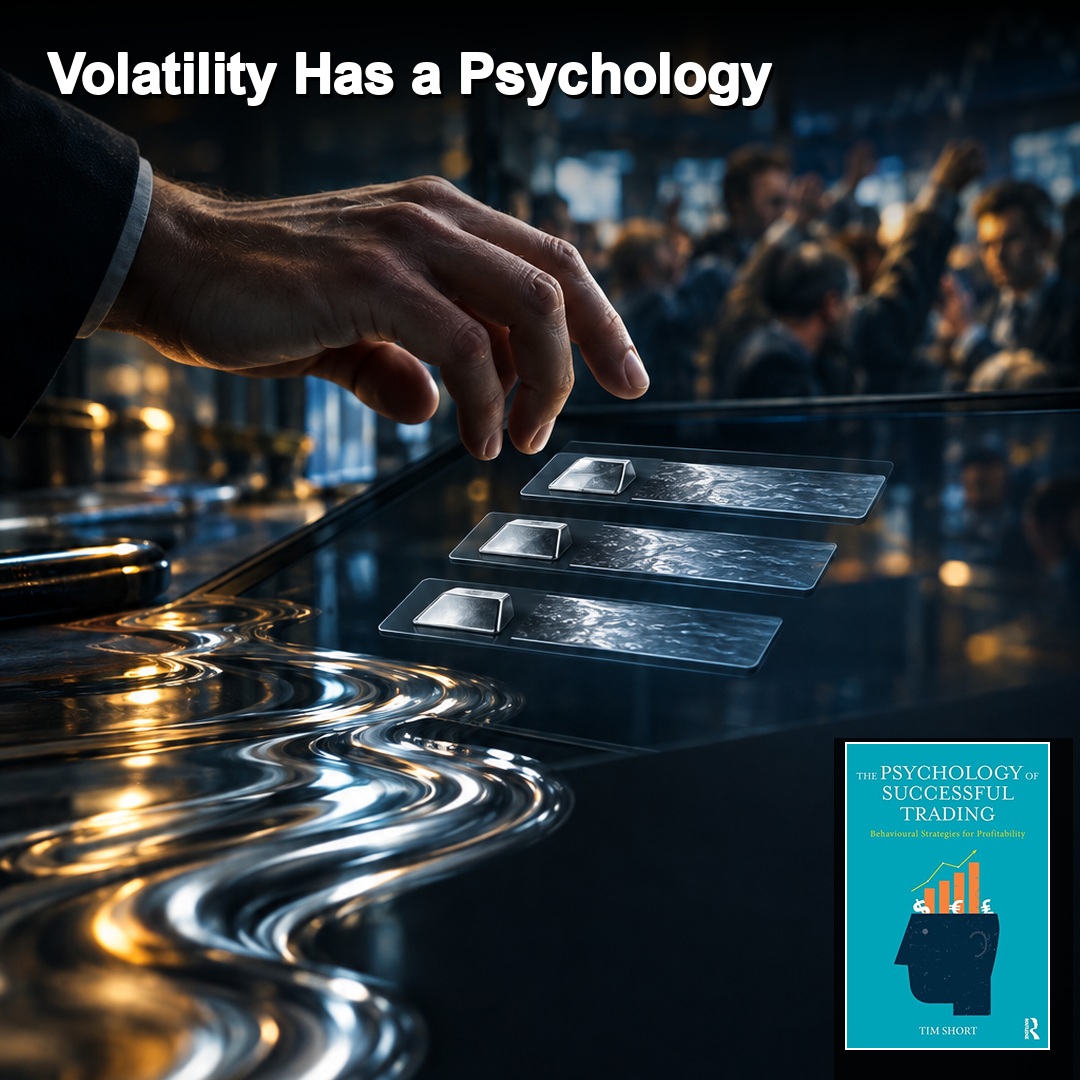 Volatility Has a Psychology
THE PSYCHOLOGY OF
SUCCESSFUL
TRADING
Behavioural Strategies for Profitability
$ € £
TIM SHORT
R